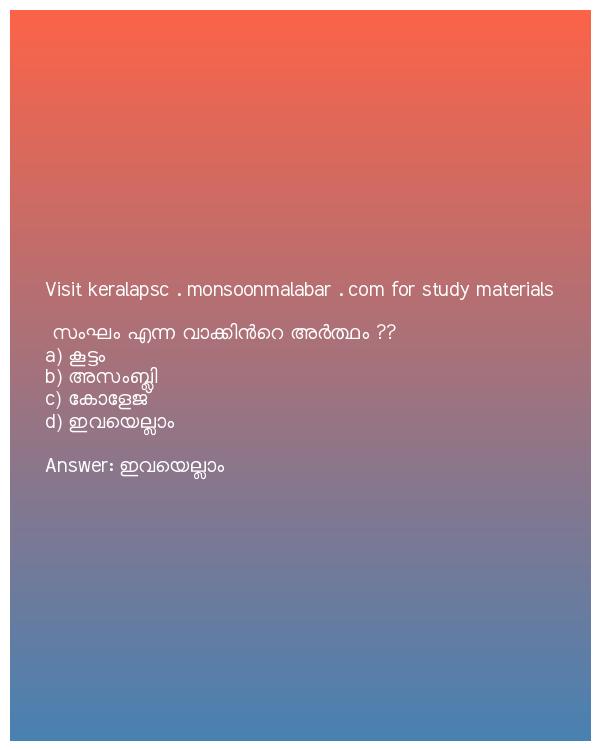 Visit keralapsc . monsoonmalabar . com for study materials
സംഘം എന്ന വാക്കിൻറെ അർത്ഥം ??
a) കൂട്ടം
b) അസംബ്ലി
c) കോളേജ്
d) ഇവയെല്ലാം
Answer: ഇവയെല്ലാം